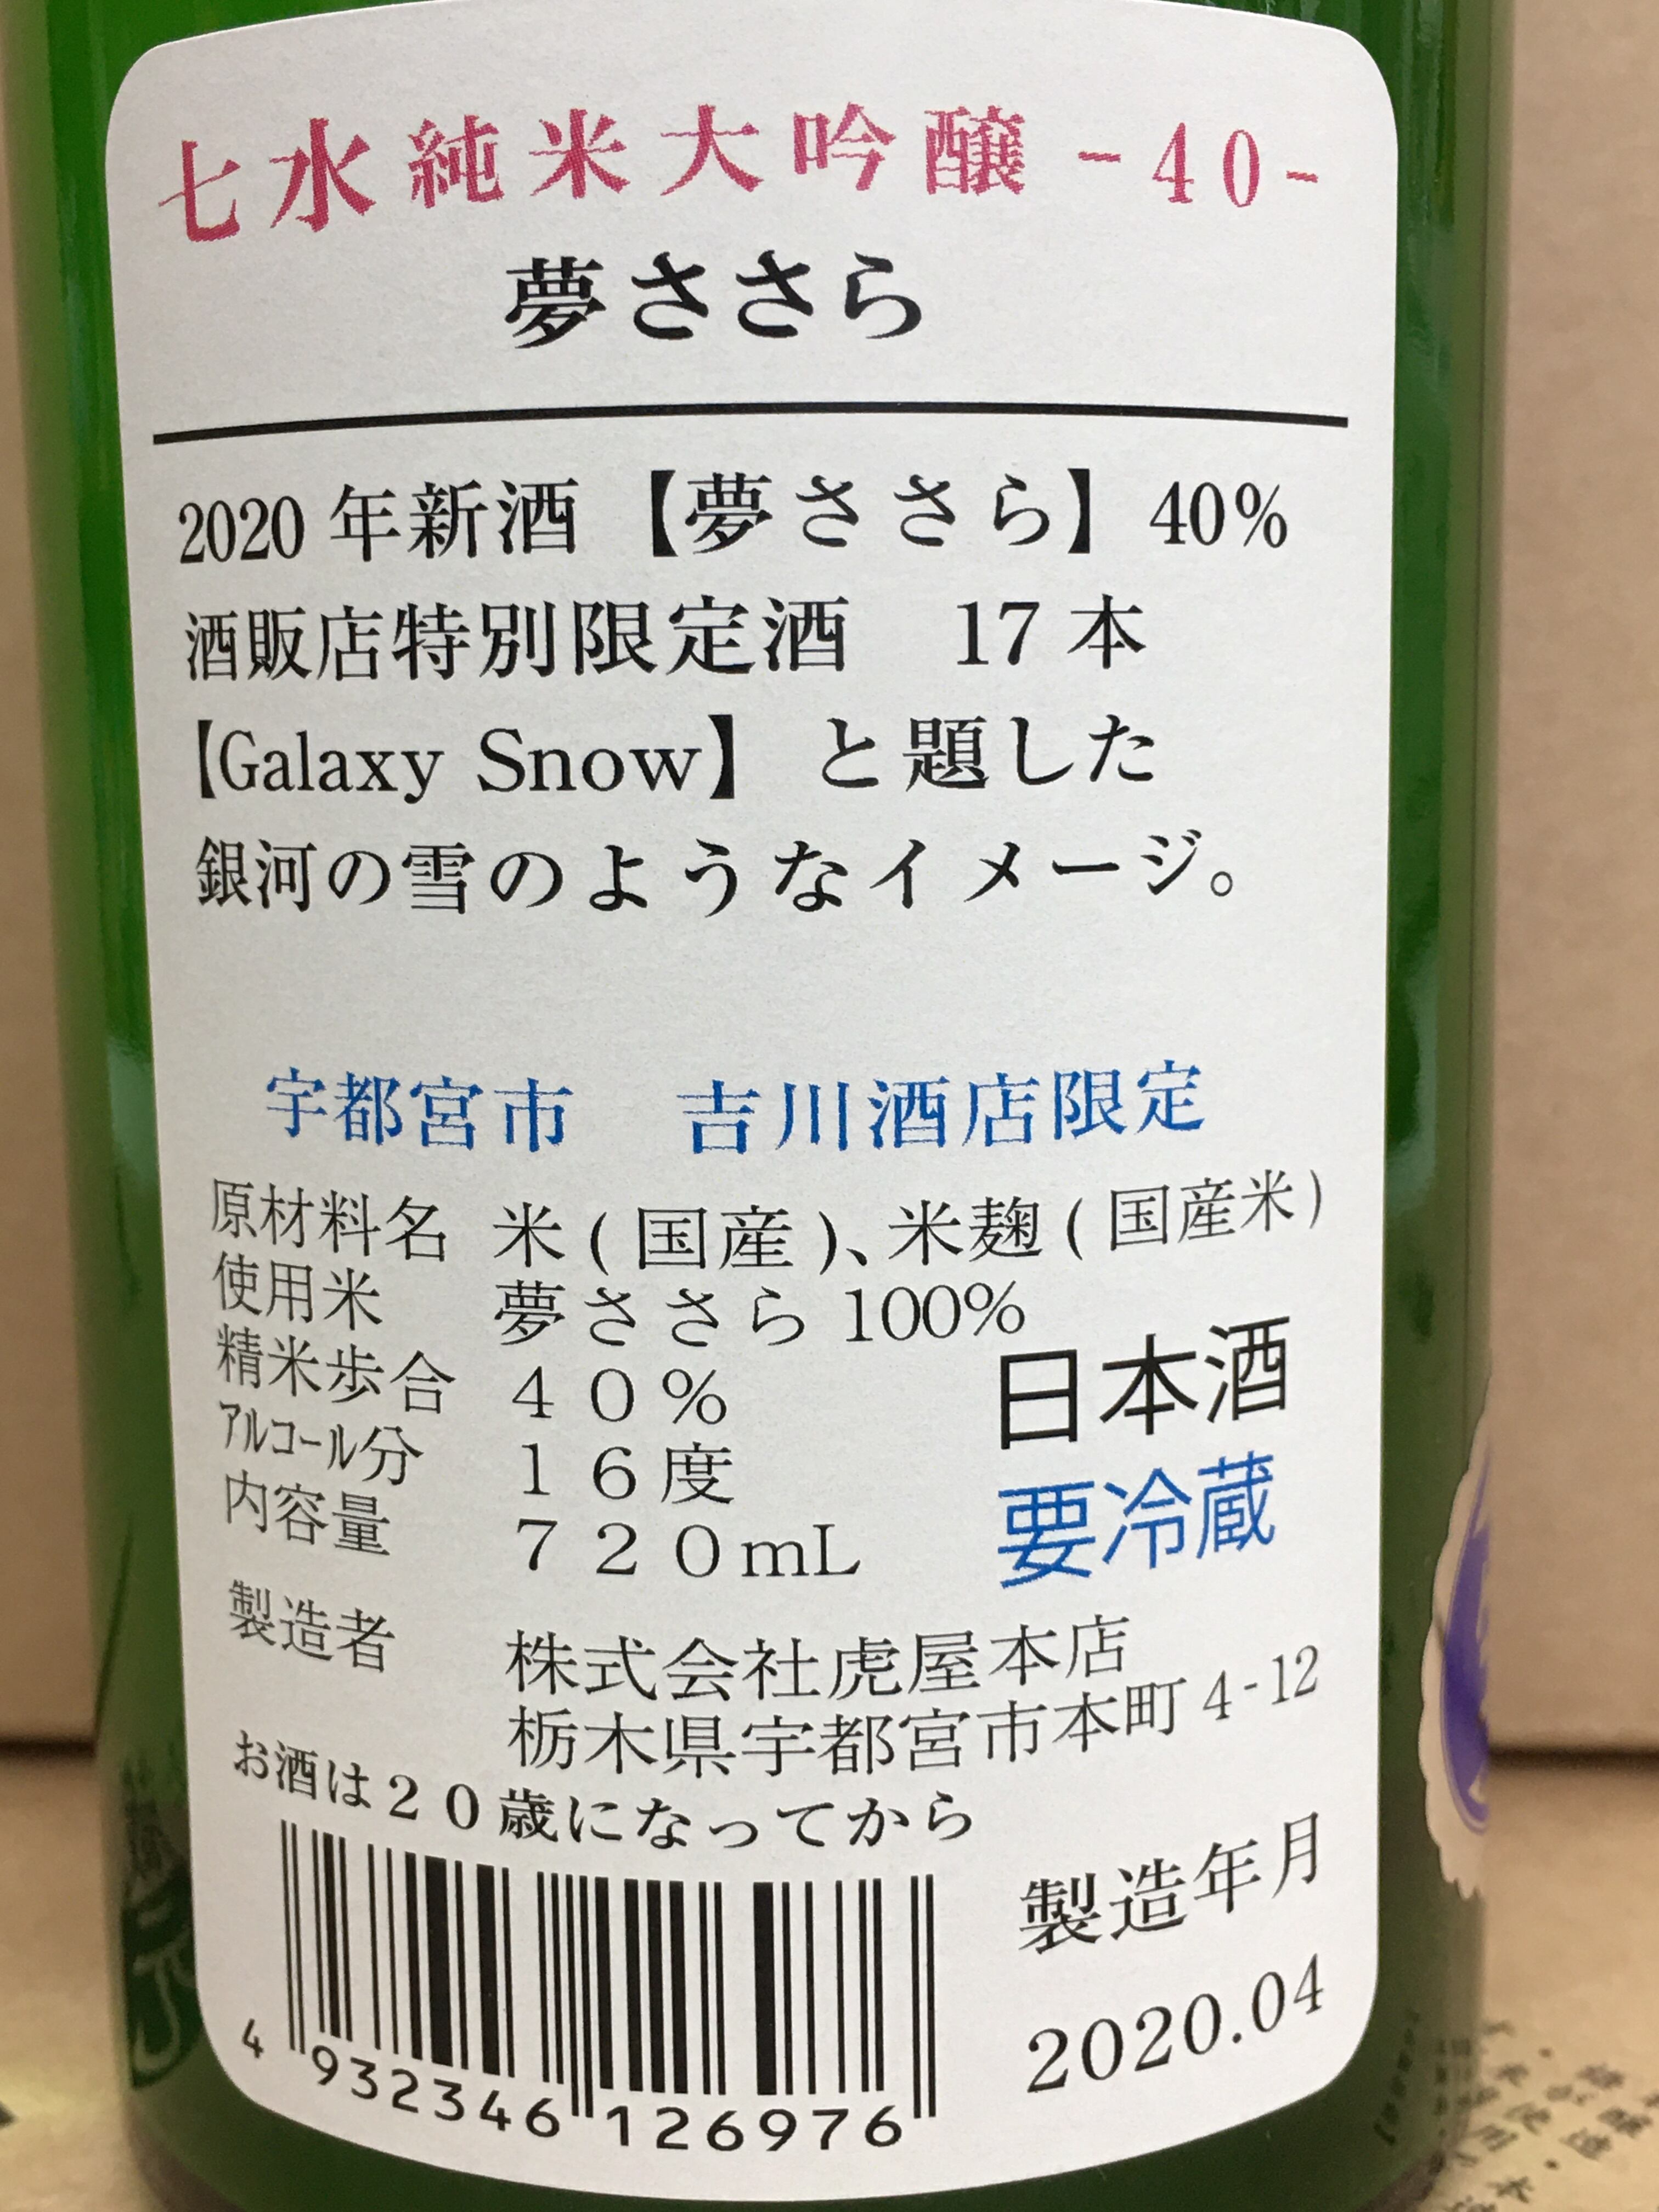 七水純米大吟醸 -40-
夢ささら
2020年新酒【夢ささら】40%
酒販店特別限定酒　17本
【Galaxy Snow】と題した
銀河の雪のようなイメージ。
宇都宮市　吉川酒店限定
原材料名 米(国産)、米麹(国産米)
使用米 夢ささら100%
精米歩合 40%
アルコール分 16度
内容量 720mL
日本酒
要冷蔵
製造者 株式会社虎屋本店
栃木県宇都宮市本町4-12
お酒は20歳になってから
製造年月
2020.04
4 932346 126976